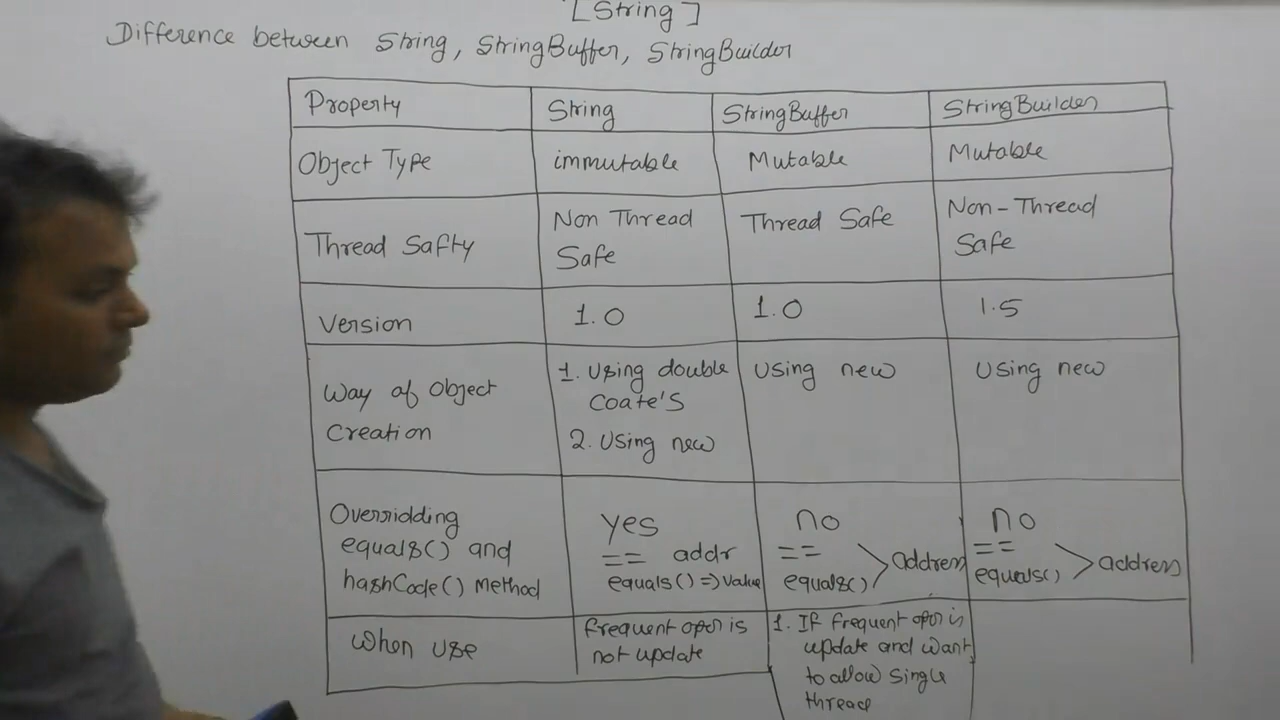 [String]
Difference between String, StringBuffer, StringBuilder
Property
String
StringBuffer
StringBuilder
Object Type
immutable
Mutable
Mutable
Thread Safty
Non Thread
Safe
Thread Safe
Non-Thread
Safe
Version
1.0
1.0
1.5
Way of Object
Creation
1. Using double
Coate's
2. Using new
Using new
Using new
Overridding
equals() and
hashCode() Method
yes
== addr
equals() => value
no
==
equals() > address
no
==
equals() > address
When use
frequent oper is
not update
1. If frequent oper is
update and want
to allow single
thread